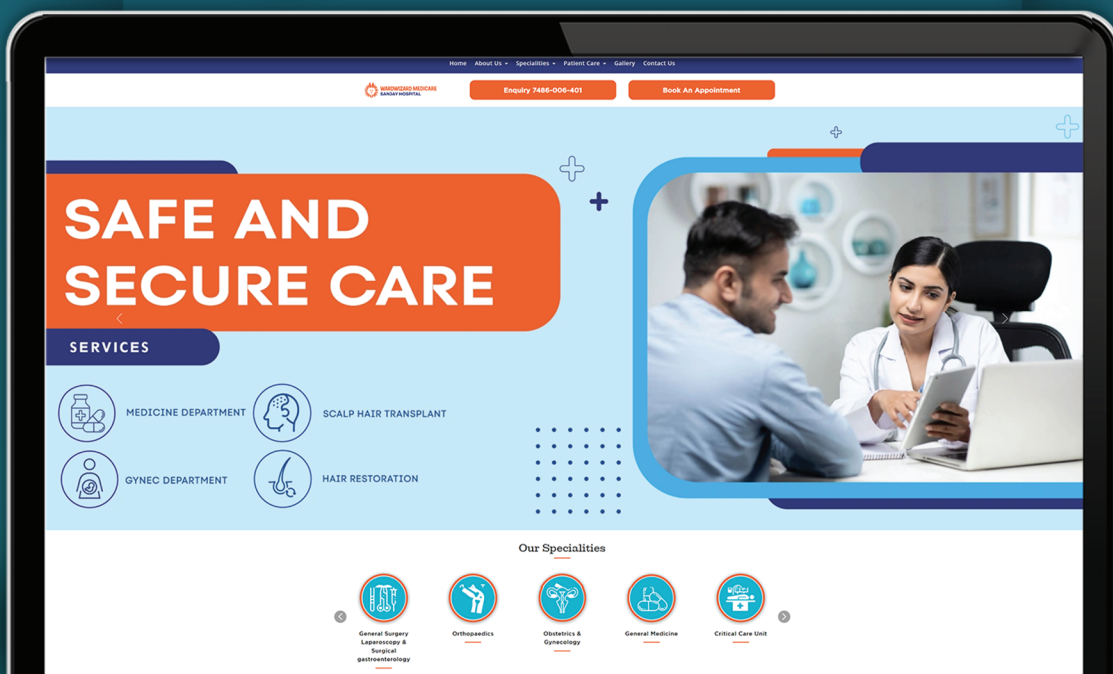 Home About Us Specialities Patient Care Gallery Contact Us
WARDWIZARD MEDICARE
SANJAY HOSPITAL
Enquiry 7486-006-401
Book An Appointment
SAFE AND
SECURE CARE
SERVICES
MEDICINE DEPARTMENT
SCALP HAIR TRANSPLANT
GYNEC DEPARTMENT
HAIR RESTORATION
Our Specialities
General Surgery
Laparoscopy &
Surgical
gastroenterology
Orthopaedics
Obstetrics &
Gynecology
General Medicine
Critical Care Unit